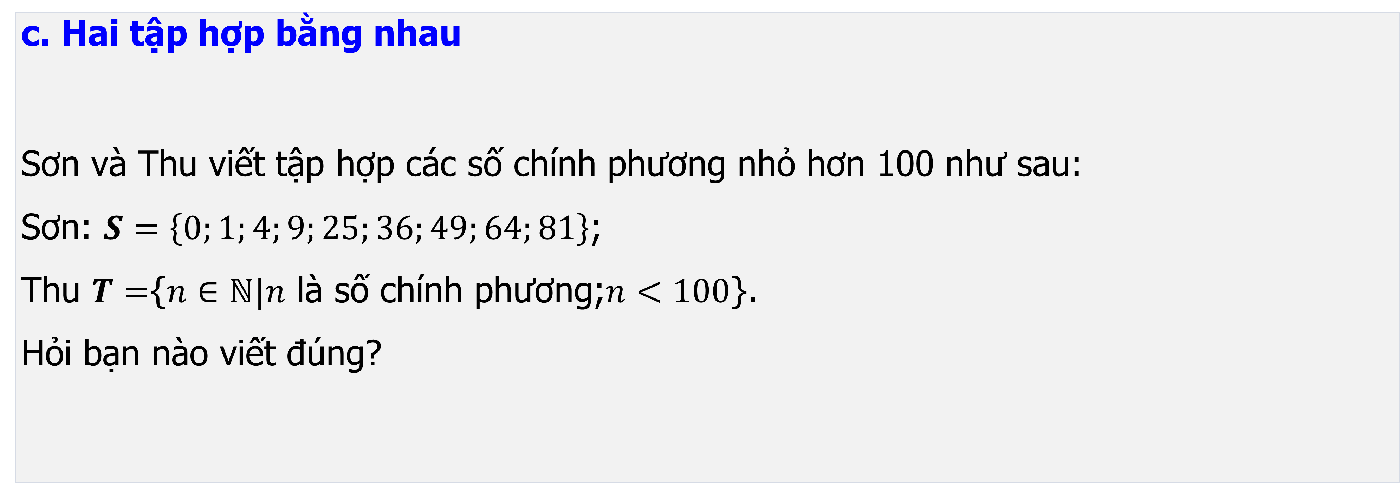 c. Hai tập hợp bằng nhau
Sơn và Thu viết tập hợp các số chính phương nhỏ hơn 100 như sau:
Sơn: S = {0; 1; 4; 9; 25; 36; 49; 64; 81};
Thu T ={n ∈ ℕ|n là số chính phương;n < 100}.
Hỏi bạn nào viết đúng?